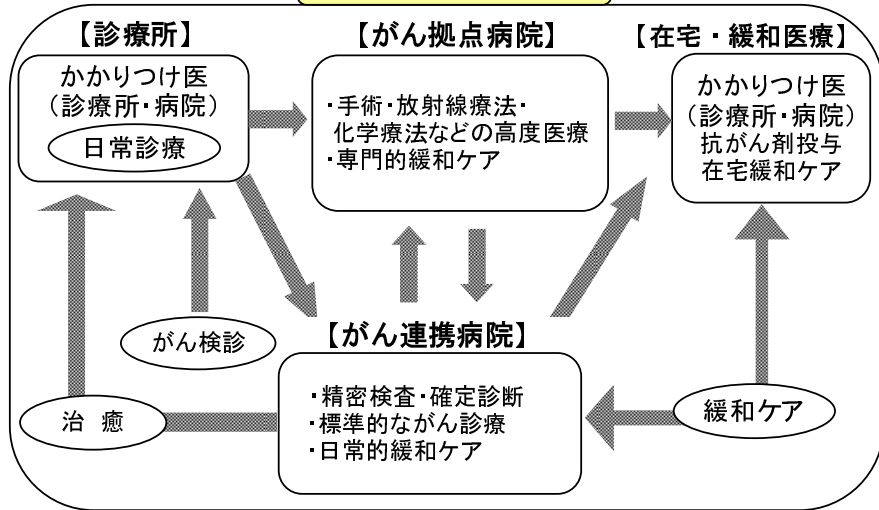 【診療所】
かかりつけ医
（診療所・病院）
日常診療
【がん拠点病院】
・手術・放射線療法・
化学療法などの高度医療
・専門的緩和ケア
【在宅・緩和医療】
かかりつけ医
（診療所・病院）
抗がん剤投与
在宅緩和ケア
がん検診
【がん連携病院】
・精密検査・確定診断
・標準的ながん診療
・日常的緩和ケア
治 癒
緩和ケア